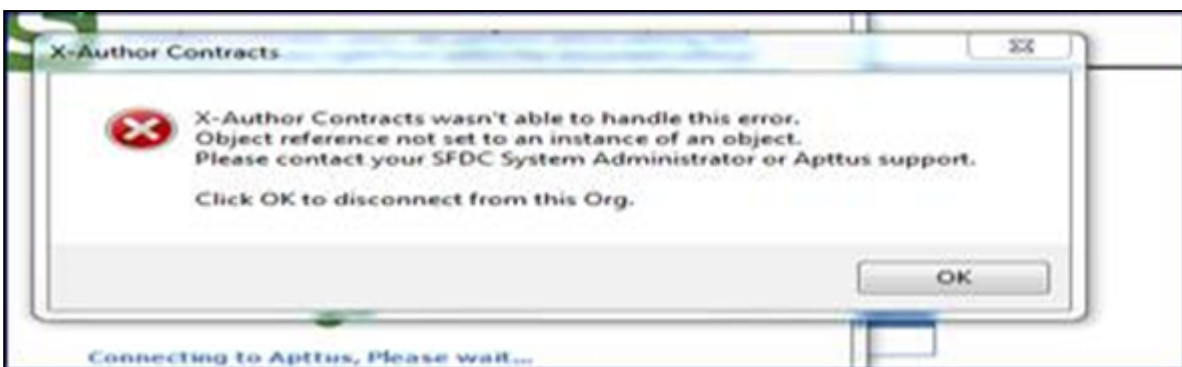 X-Author Contracts
X-Author Contracts wasn't able to handle this error.
Object reference not set to an instance of an object.
Please contact your SFDC System Administrator or Apttus support.
Click OK to disconnect from this Org.
OK
Connecting to Apttus, Please wait...